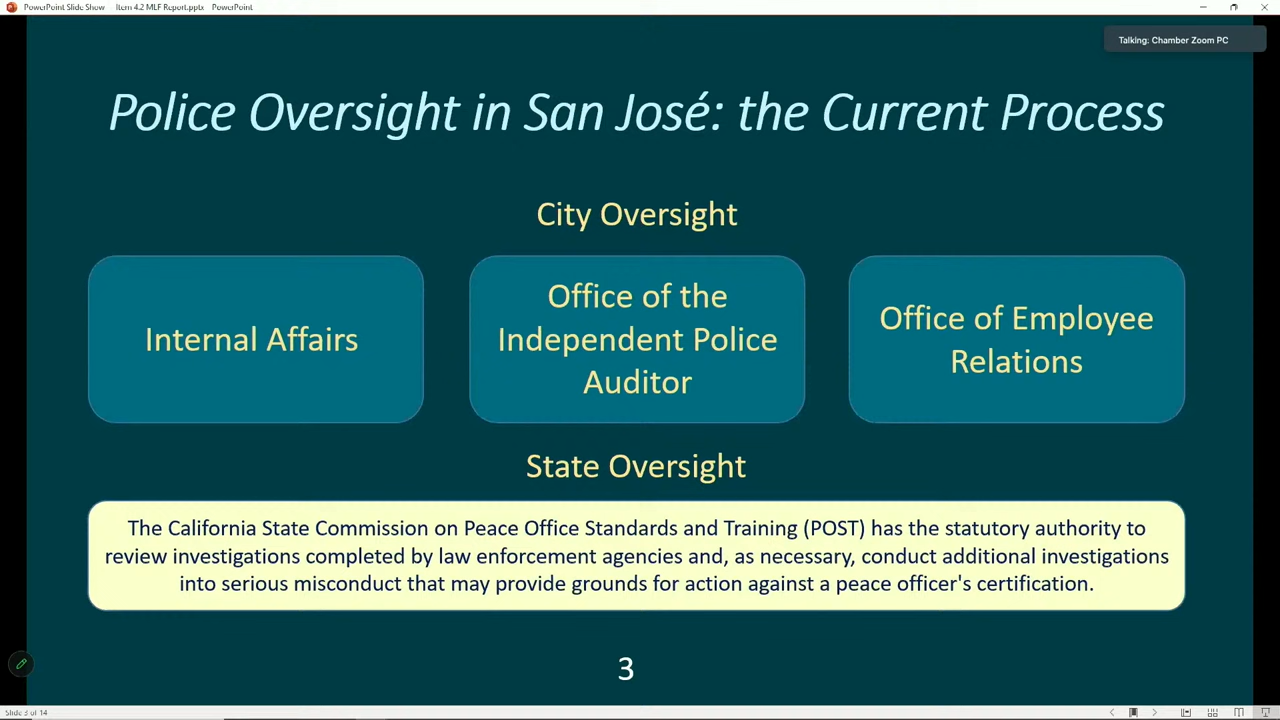 PowerPoint Slide Show
Item 4.2 MLF Report.pptx
PowerPoint
Talking: Chamber Zoom PC
Police Oversight in San José: the Current Process
City Oversight
Internal Affairs
Office of the
Independent Police
Auditor
Office of Employee
Relations
State Oversight
The California State Commission on Peace Office Standards and Training (POST) has the statutory authority to
review investigations completed by law enforcement agencies and, as necessary, conduct additional investigations
into serious misconduct that may provide grounds for action against a peace officer's certification.
3
Slide 3 of 14